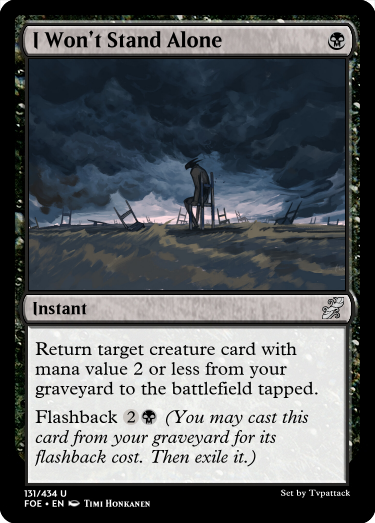 I Won't Stand Alone
Instant
Return target creature card with
mana value 2 or less from your
graveyard to the battlefield tapped.
Flashback 2 (You may cast this
card from your graveyard for its
flashback cost. Then exile it.)
131/434 U
FOE • EN Timi Honkanen
Set by Tvpattack